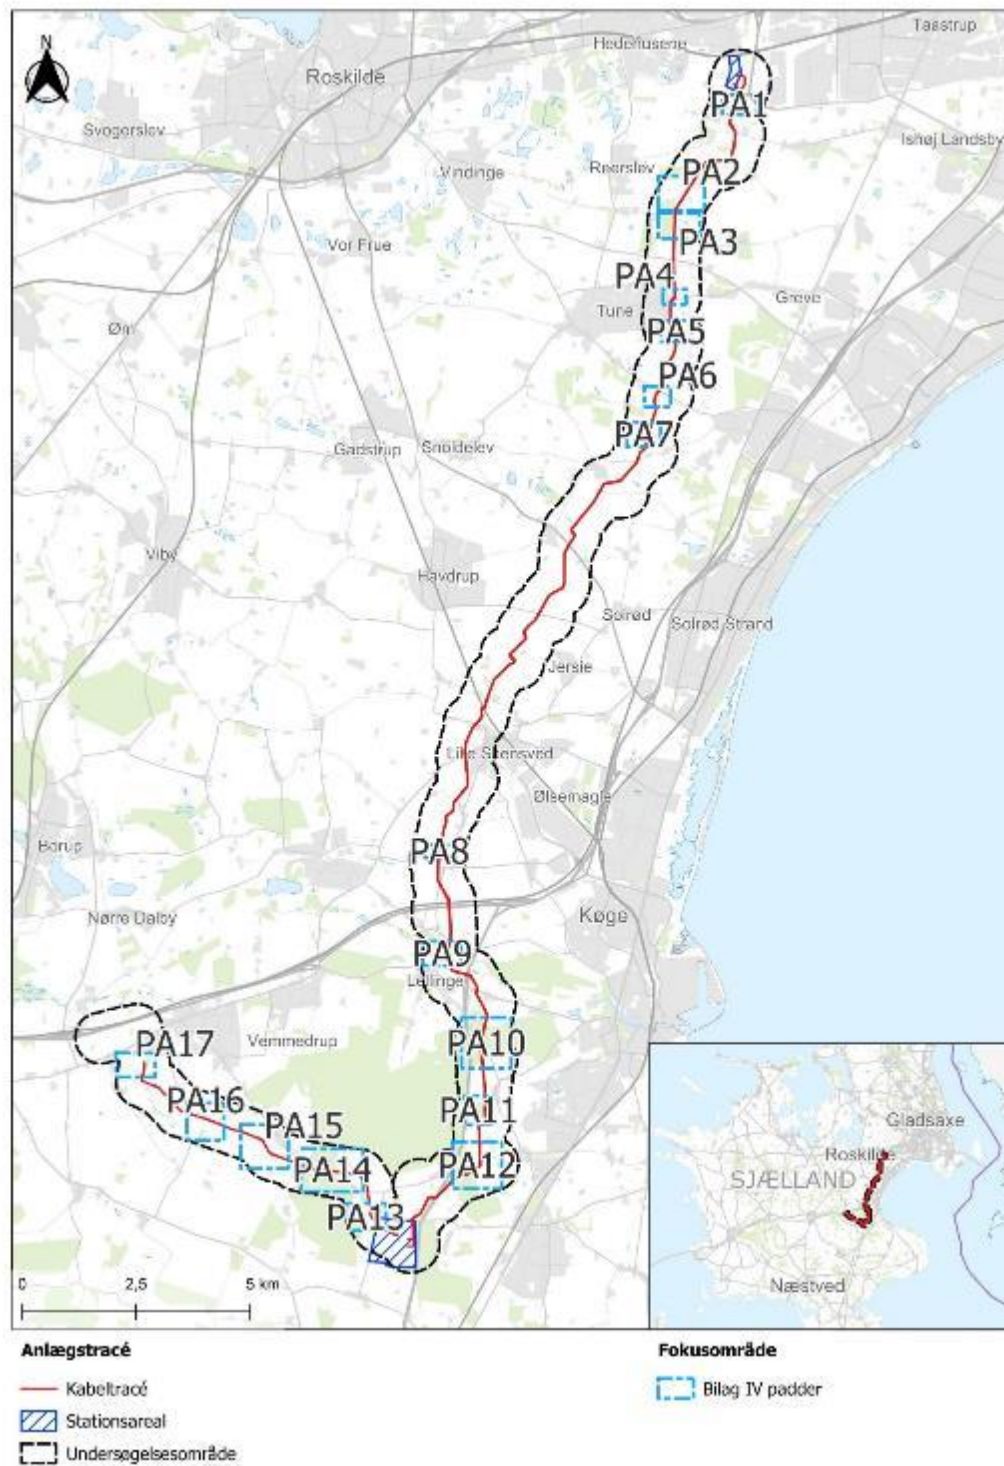 N
Taastrup
Hedehusene
Roskilde
PA1
Svogerslev
Ishøj Landsby
Reerslev
PA2
Vindinge
Vor Frue
PA3
PA4
Greve
Tune
Øm
PA5
PA6
PA7
Gadstrup
Snoldelev
Viby
Havdrup
Solrød
Solrød Strand
Jersie
Lille Skensved
Ølsemagle
Borup
PA8
Nørre Dalby
Køge
PA9
Lellinge
PA17
Vemmedrup
PA10
PA16
PA11
PA15
PA14
PA12
PA13
Gladsaxe
Roskilde
SJÆLLAND
Næstved
0
2,5
5 km
Anlægstracé
Fokusområde
Kabeltracé
Bilag IV padder
Stationsareal
Undersøgelsesområde